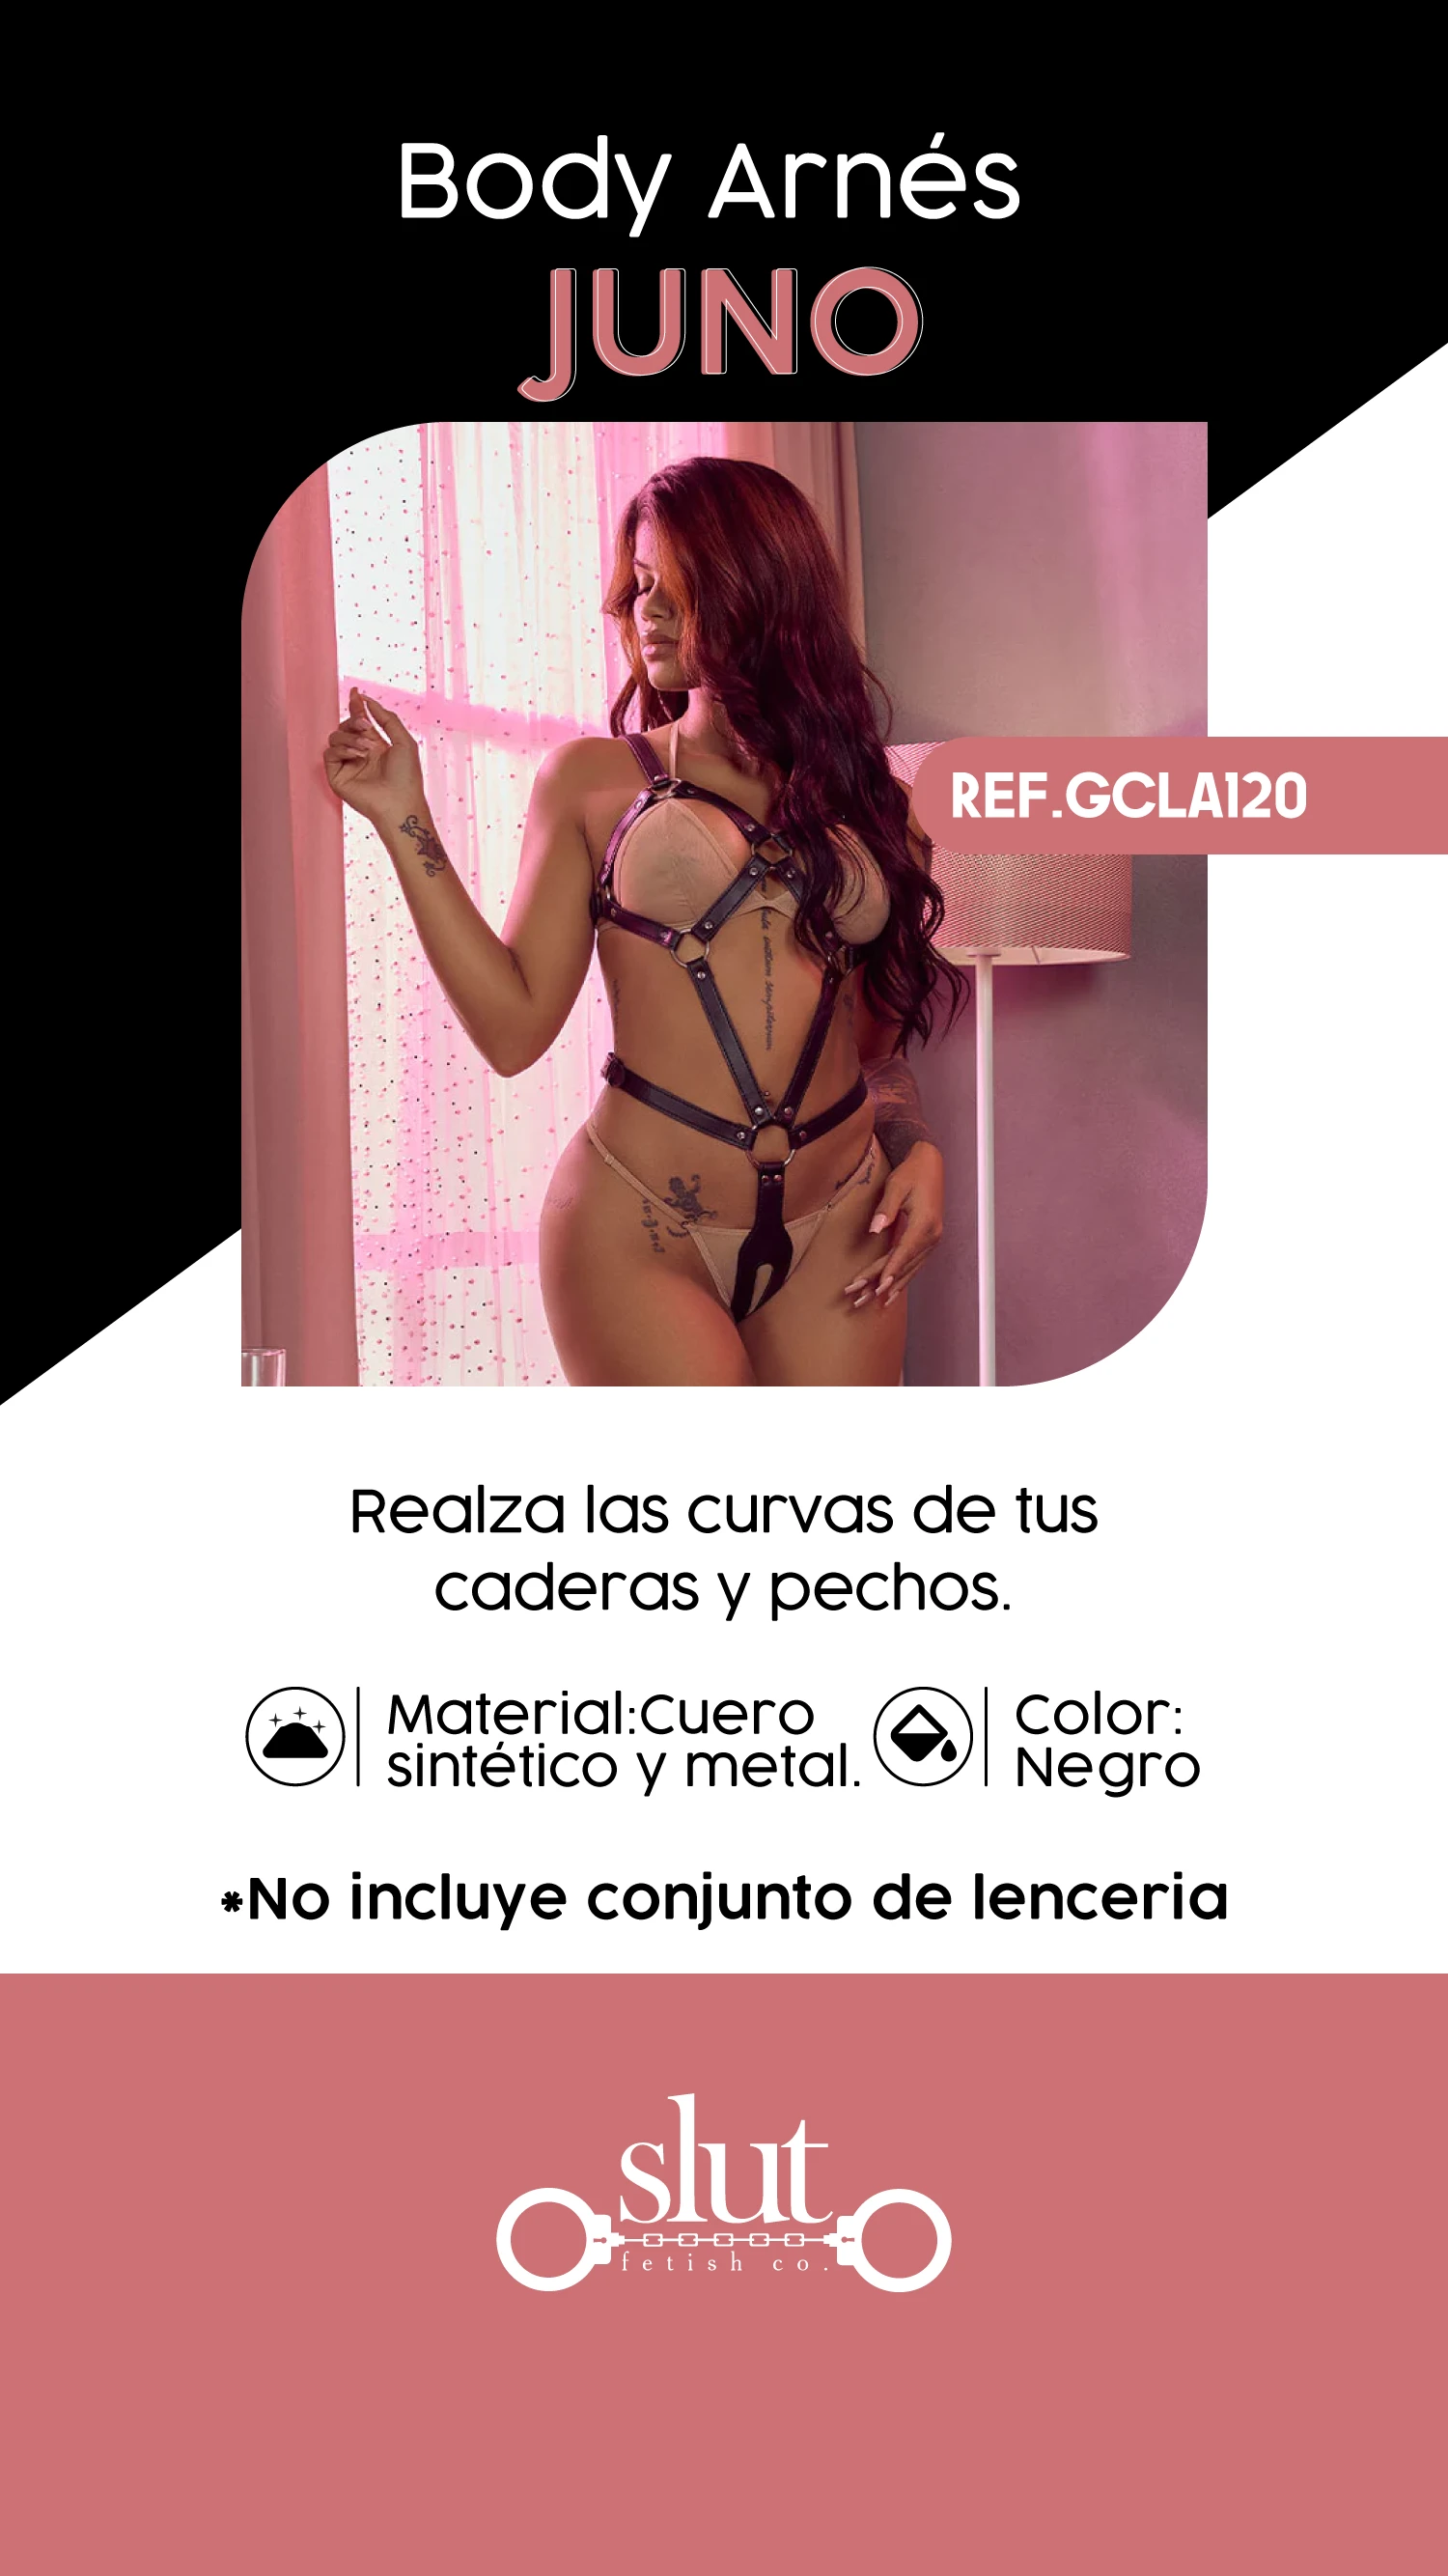 Body Arnés
JUNO
REF.GCLA120
Realza las curvas de tus
caderas y pechos.
Material:Cuero
sintético y metal.
Color:
Negro
*No incluye conjunto de lenceria
slut
fetish co.